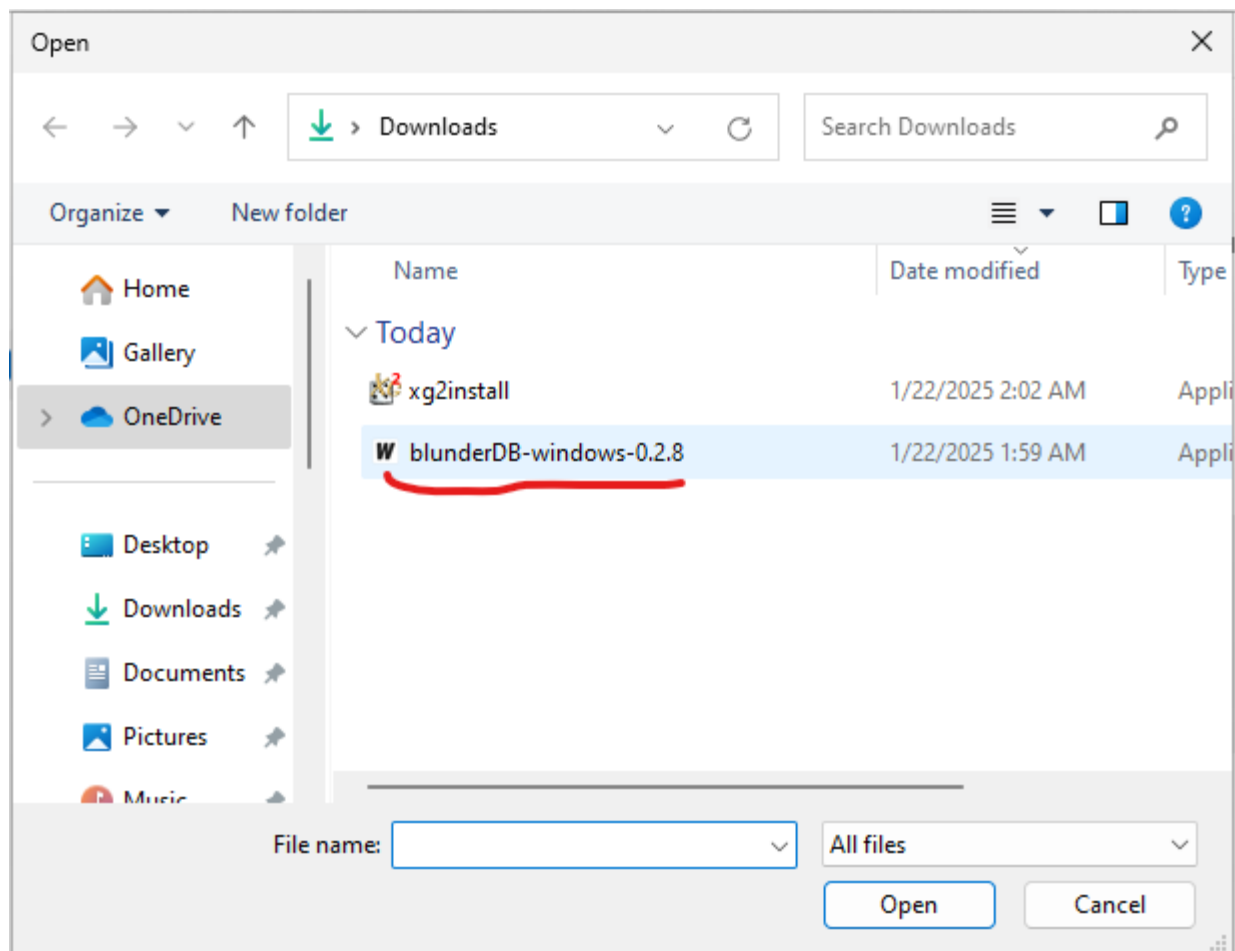 Open
Downloads
Search Downloads
Organize
New folder
Name
Date modified
Type
Home
Gallery
OneDrive
Desktop
Downloads
Documents
Pictures
Music
Today
xg2install 1/22/2025 2:02 AM Appli
W blunderDB-windows-0.2.8 1/22/2025 1:59 AM Appli
File name:
All files
Open
Cancel